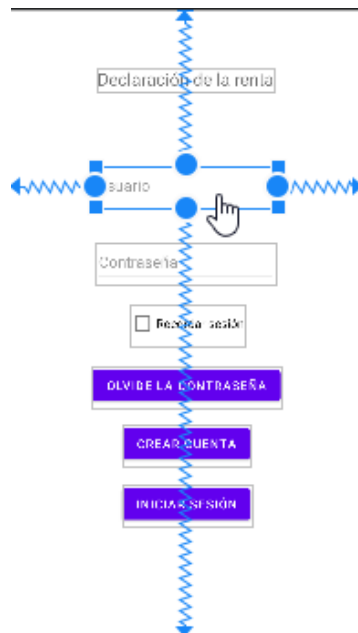 Declaración de la renta
suario
Contraseña
Recordar sesión
OLVIDE LA CONTRASEÑA
CREAR CUENTA
INICIAR SESIÓN